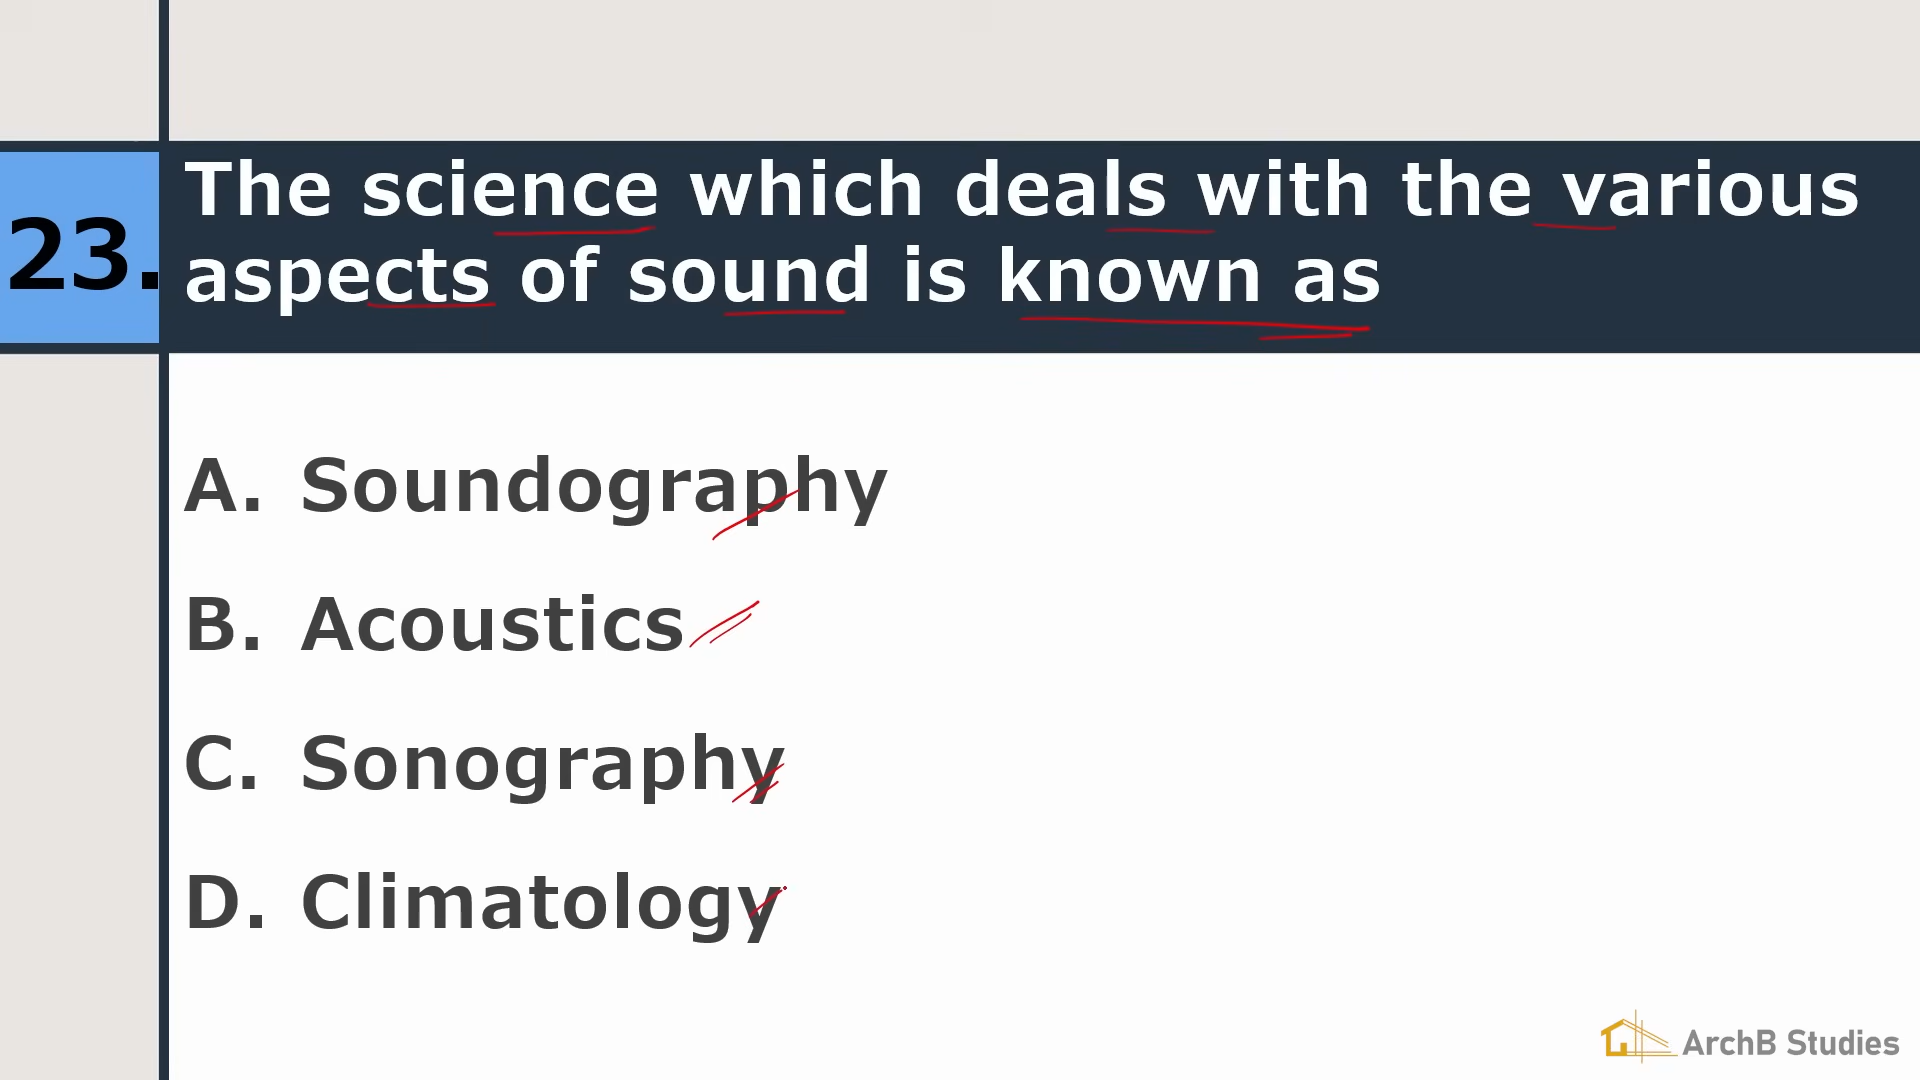 23.
The science which deals with the various
aspects of sound is known as
A. Soundography
B. Acoustics
C. Sonography
D. Climatology
ArchB Studies